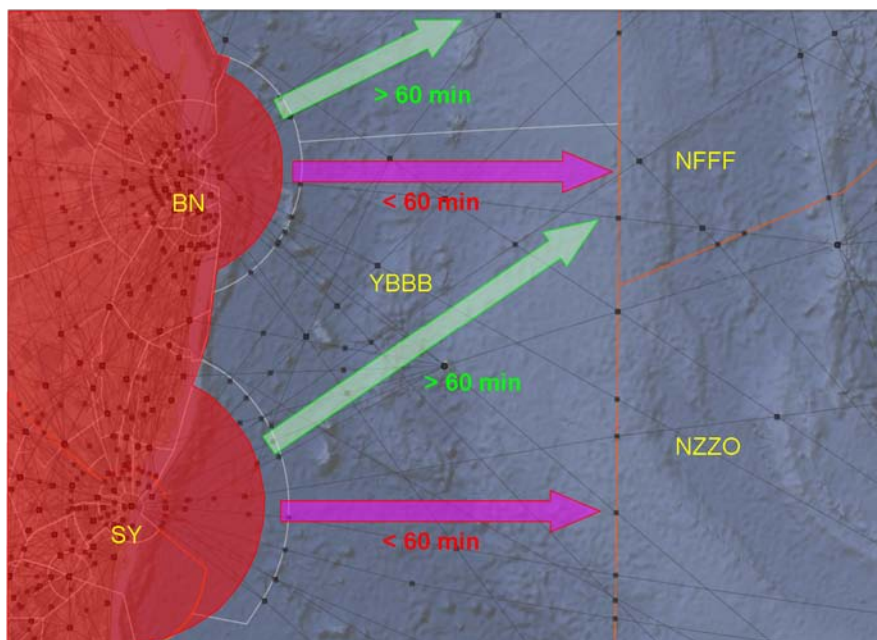 > 60 min
NFFF
BN
< 60 min
YBBB
> 60 min
NZZO
SY
< 60 min